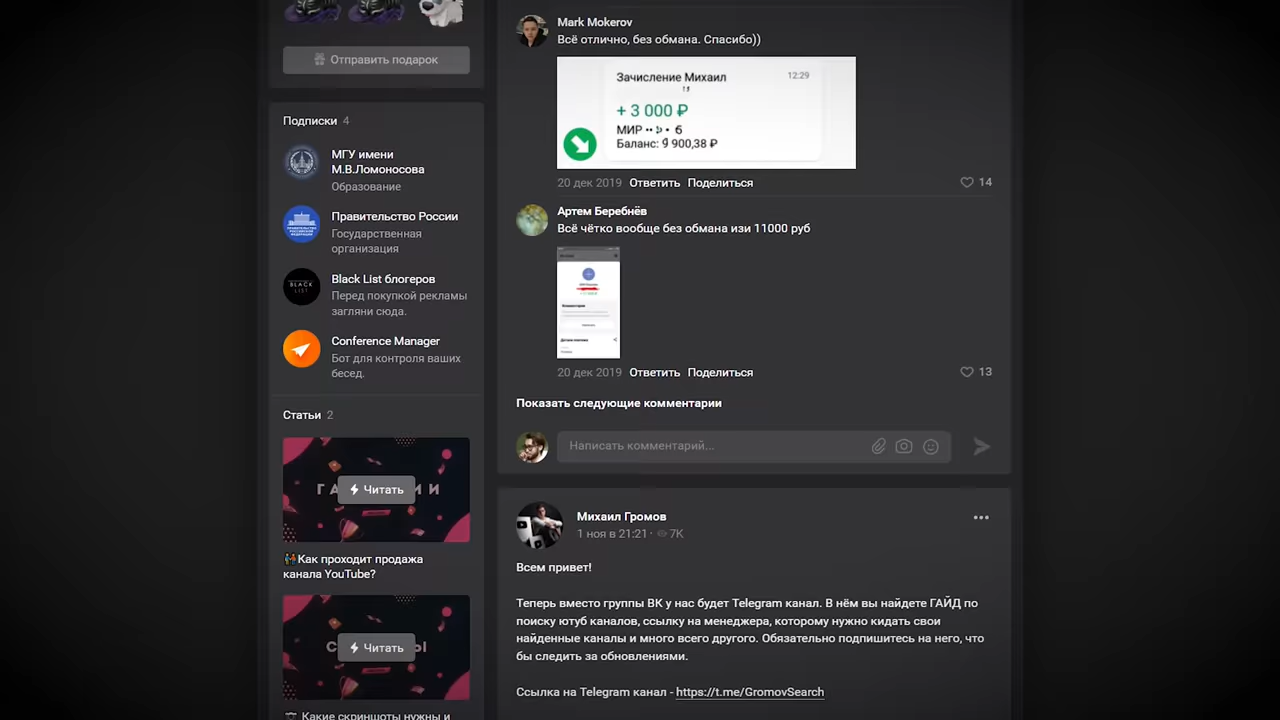 Отправить подарок
Подписки 4
МГУ имени
М.В.Ломоносова
Образование
Правительство России
Государственная
организация
Black List блогеров
Перед покупкой рекламы
загляни сюда.
Conference Manager
Бот для контроля ваших
бесед.
Статьи 2
Читать
Как проходит продажа
канала YouTube?
Читать
Какие скриншоты нужны и
Mark Mokerov
Всё отлично, без обмана. Спасибо))
Зачисление Михаил 12:29
+ 3 000 ₽
МИР •• 6
Баланс: 9 900,38 ₽
20 дек 2019 Ответить Поделиться 14
Артем Беребнёв
Всё чётко вообще без обмана изи 11000 руб
20 дек 2019 Ответить Поделиться 13
Показать следующие комментарии
Написать комментарий...
Михаил Громов
1 ноя в 21:21 · 7K
Всем привет!
Теперь вместо группы ВК у нас будет Telegram канал. В нём вы найдете ГАЙД по
поиску ютуб каналов, ссылку на менеджера, которому нужно кидать свои
найденные каналы и много всего другого. Обязательно подпишитесь на него, что
бы следить за обновлениями.
Ссылка на Telegram канал - https://t.me/GromovSearch